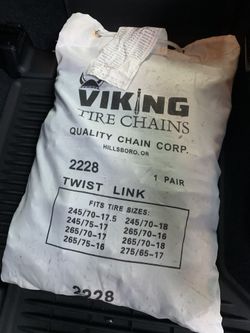 VIKING
TIRE CHAINS
QUALITY CHAIN CORP.
HILLSBORO, OR
2228
1 PAIR
TWIST LINK
FITS TIRE SIZES:
245/70-17.5 245/70-18
245/75-17 265/70-16
265/70-17 265/70-18
265/75-16 275/65-17
2228